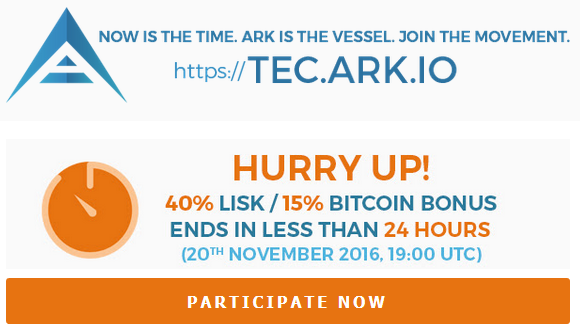 NOW IS THE TIME. ARK IS THE VESSEL. JOIN THE MOVEMENT.
https://TEC.ARK.IO
HURRY UP!
40% LISK / 15% BITCOIN BONUS
ENDS IN LESS THAN 24 HOURS
(20TH NOVEMBER 2016, 19:00 UTC)
PARTICIPATE NOW